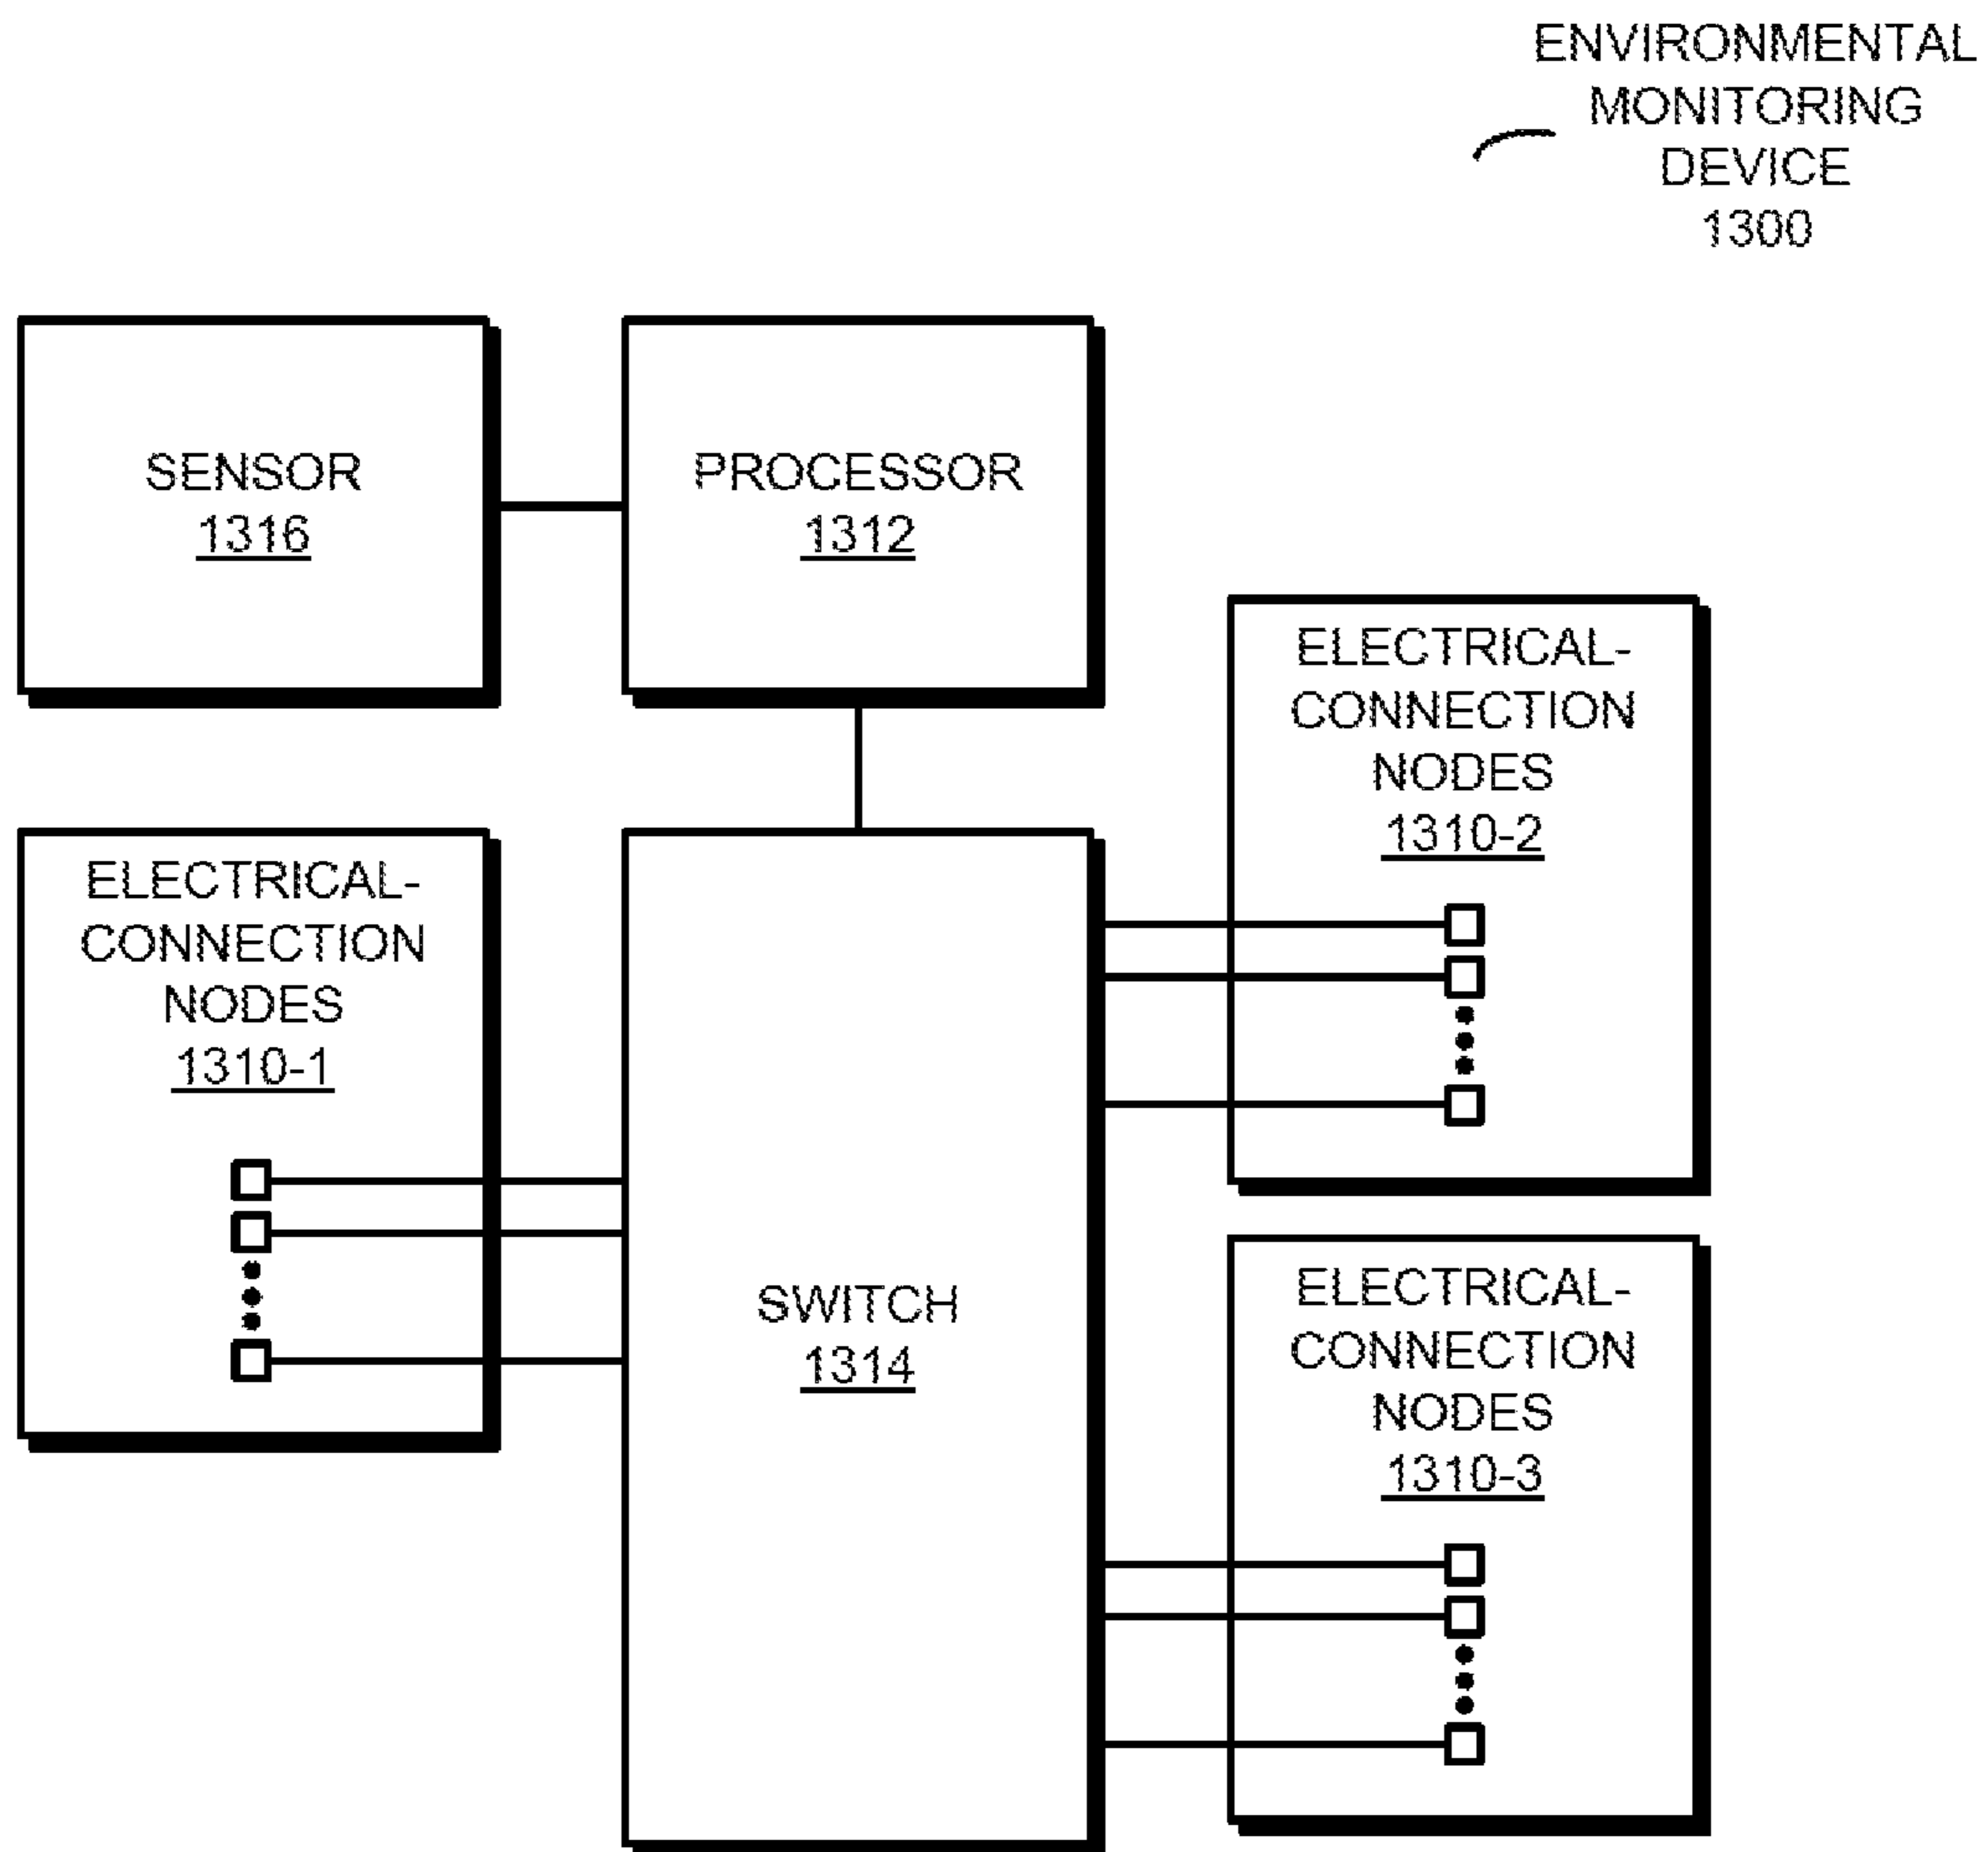 ENVIRONMENTAL
MONITORING
DEVICE
1300
SENSOR
1316
PROCESSOR
1312
ELECTRICAL-
CONNECTION
NODES
1310-2
ELECTRICAL-
CONNECTION
NODES
1310-1
SWITCH
1314
ELECTRICAL-
CONNECTION
NODES
1310-3